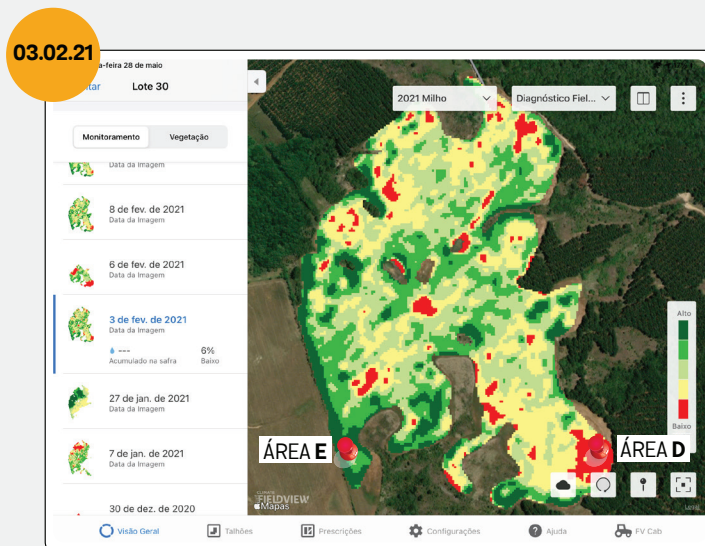 03.02.21
a-feira 28 de maio
tar
Lote 30
2021 Milho
Diagnóstico Fiel...
Monitoramento
Vegetação
Data da Imagem
8 de fev. de 2021
Data da Imagem
6 de fev. de 2021
Data da Imagem
3 de fev. de 2021
Data da Imagem
---
6%
Acumulado na safra
Baixo
27 de jan. de 2021
Data da Imagem
7 de jan. de 2021
Data da Imagem
30 de dez. de 2020
Alto
Baixo
ÁREA E
ÁREA D
FIELDVIEW
Mapas
Legal
Visão Geral
Talhões
Prescrições
Configurações
Ajuda
FV Cab